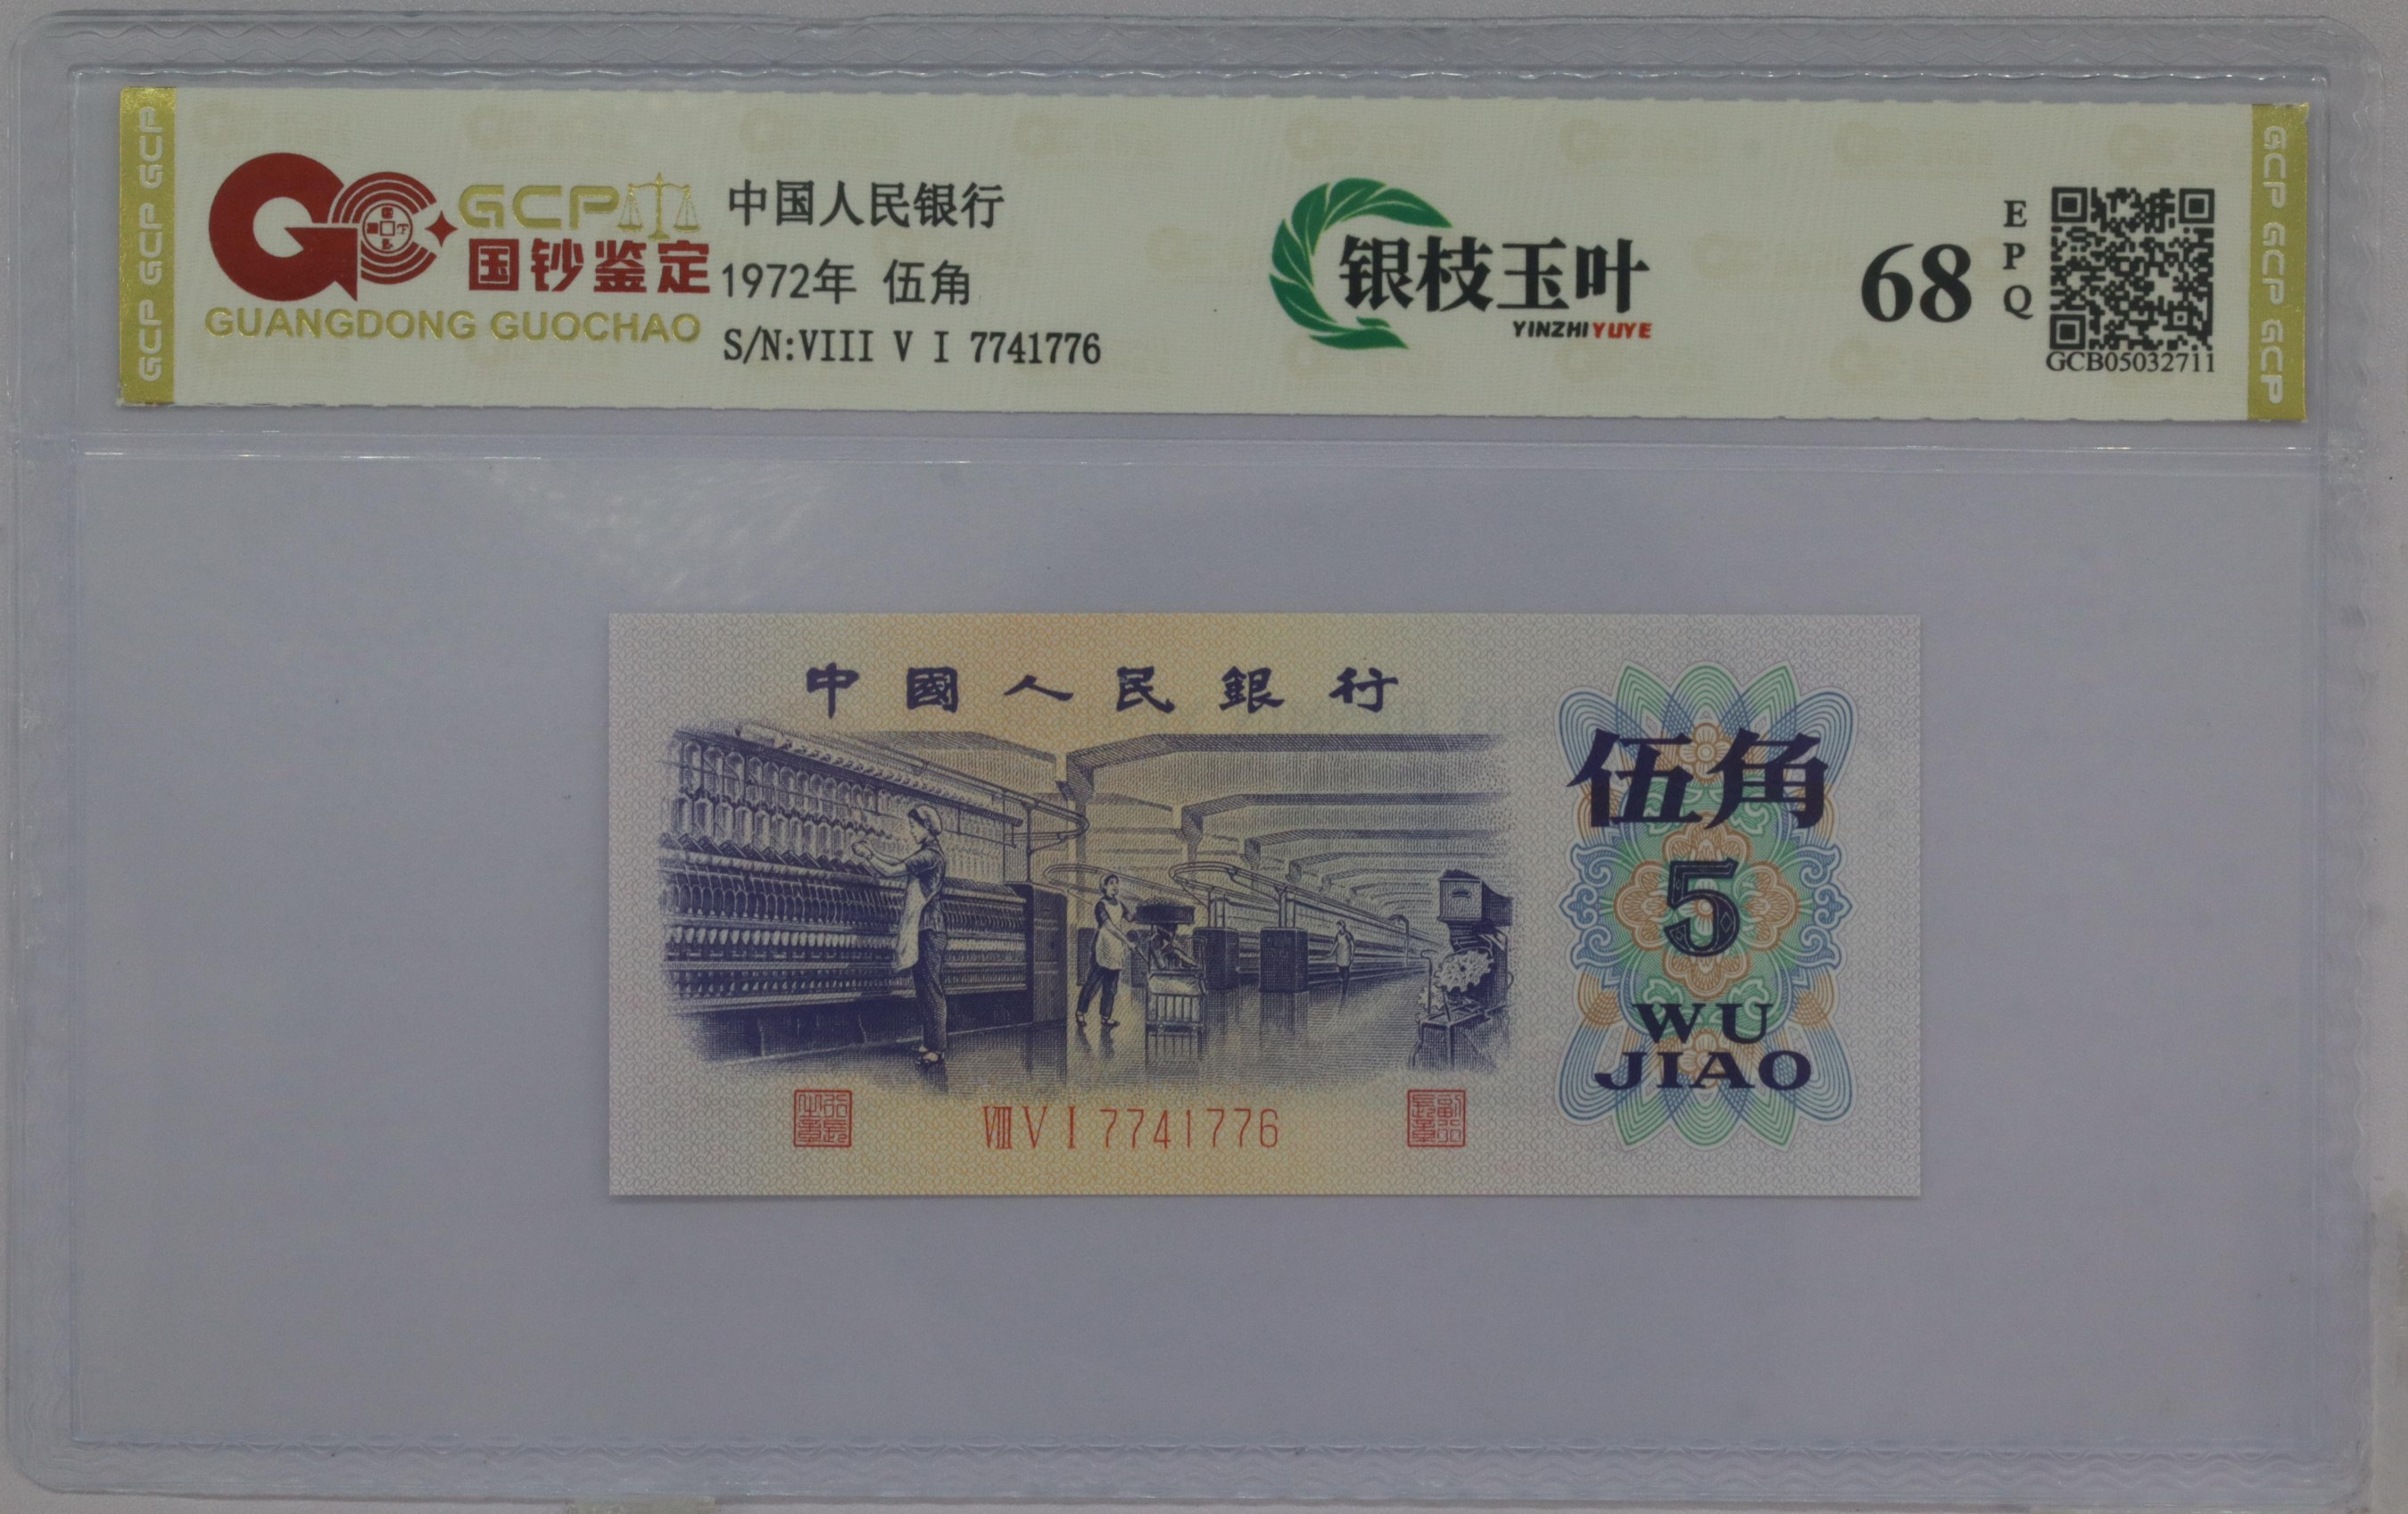 GCP GCP GCP
GCP
国钞鉴定
GUANGDONG GUOCHAO
中国人民银行
1972年 伍角
S/N:VIII V I 7741776
银枝玉叶
YINZHIYUYE
68
EPQ
GCB05032711
GCP GCP GCP
中國人民銀行
伍角
5
WU
JIAO
VIII V I 7741776